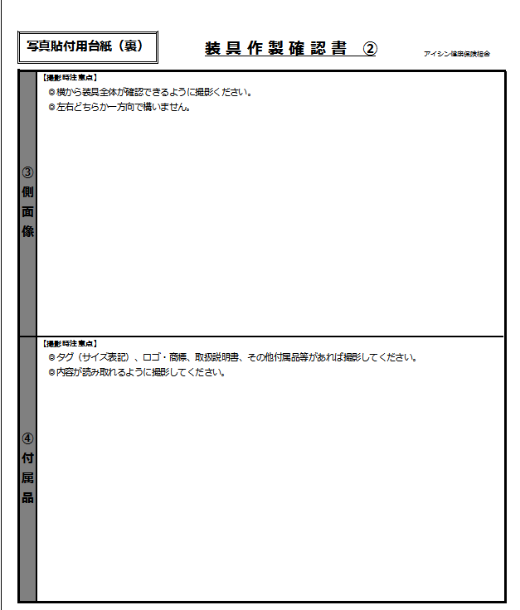 写真貼付用台紙（裏）
装具作製確認書 ②
アイシン健康保険組合
【撮影時注意点】
◎横から装具全体が確認できるように撮影ください。
◎左右どちらか一方向で構いません。
③側面像
【撮影時注意点】
◎タグ（サイズ表記）、ロゴ・商標、取扱説明書、その他付属品等があれば撮影してください。
◎内容が読み取れるように撮影してください。
④付属品